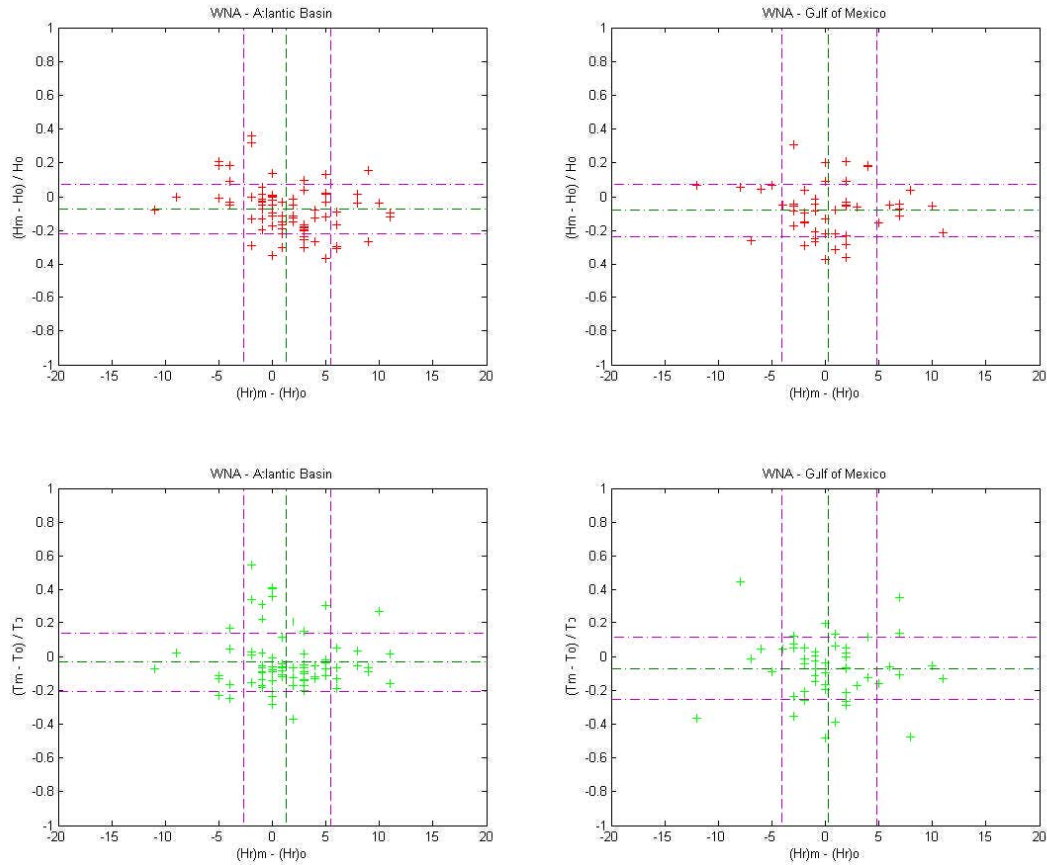 WNA - Atlantic Basin
1
0.8
0.6
0.4
0.2
0
-0.2
-0.4
-0.6
-0.8
-1
(Hm - Ho) / Ho
-20 -15 -10 -5 0 5 10 15 20
(Hr)m - (Hr)o
WNA - Gulf of Mexico
1
0.8
0.6
0.4
0.2
0
-0.2
-0.4
-0.6
-0.8
-1
(Hm - Ho) / Ho
-20 -15 -10 -5 0 5 10 15 20
(Hr)m - (Hr)o
WNA - Atlantic Basin
1
0.8
0.6
0.4
0.2
0
-0.2
-0.4
-0.6
-0.8
-1
(Tm - To) / To
-20 -15 -10 -5 0 5 10 15 20
(Hr)m - (Hr)o
WNA - Gulf of Mexico
1
0.8
0.6
0.4
0.2
0
-0.2
-0.4
-0.6
-0.8
-1
(Tm - To) / To
-20 -15 -10 -5 0 5 10 15 20
(Hr)m - (Hr)o